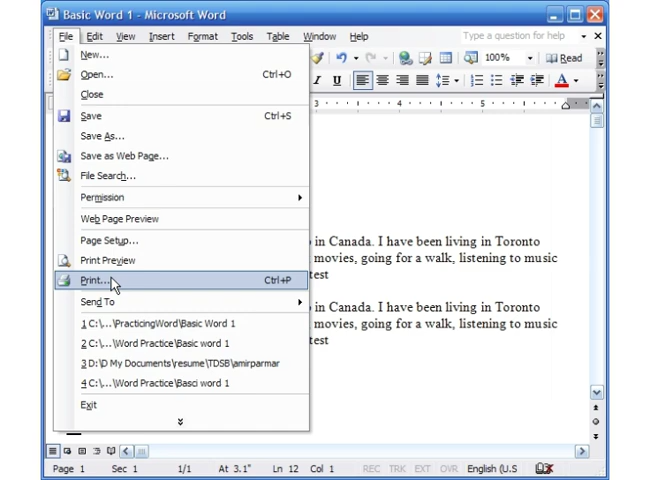 Basic Word 1 - Microsoft Word
File Edit View Insert Format Tools Table Window Help Type a question for help
New...
Open... Ctrl+O
Close
Save Ctrl+S
Save As...
Save as Web Page...
File Search...
Permission
Web Page Preview
Page Setup...
Print Preview
Print... Ctrl+P
Send To
1 C:\...\PracticingWord\Basic Word 1
2 C:\...\Word Practice\Basic word 1
3 D:\D My Documents\resume\TDSB\amirparmar
4 C:\...\Word Practice\Basci word 1
Exit
100% Read
U A
3 4 5
in Canada. I have been living in Toronto
movies, going for a walk, listening to music
test
in Canada. I have been living in Toronto
movies, going for a walk, listening to music
test
Page 1 Sec 1 1/1 At 3.1" Ln 12 Col 1 REC TRK EXT OVR English (U.S